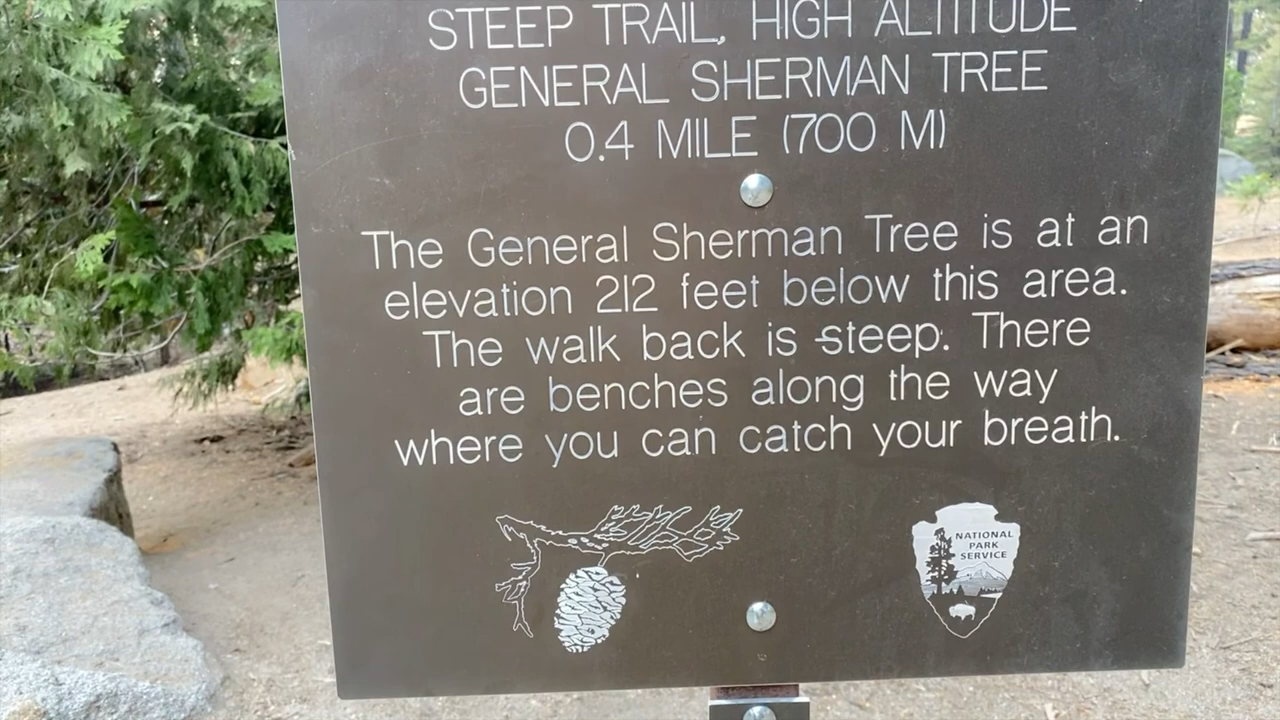 STEEP TRAIL, HIGH ALTITUDE
GENERAL SHERMAN TREE
0.4 MILE (700 M)
The General Sherman Tree is at an
elevation 212 feet below this area.
The walk back is steep. There
are benches along the way
where you can catch your breath.
NATIONAL
PARK
SERVICE